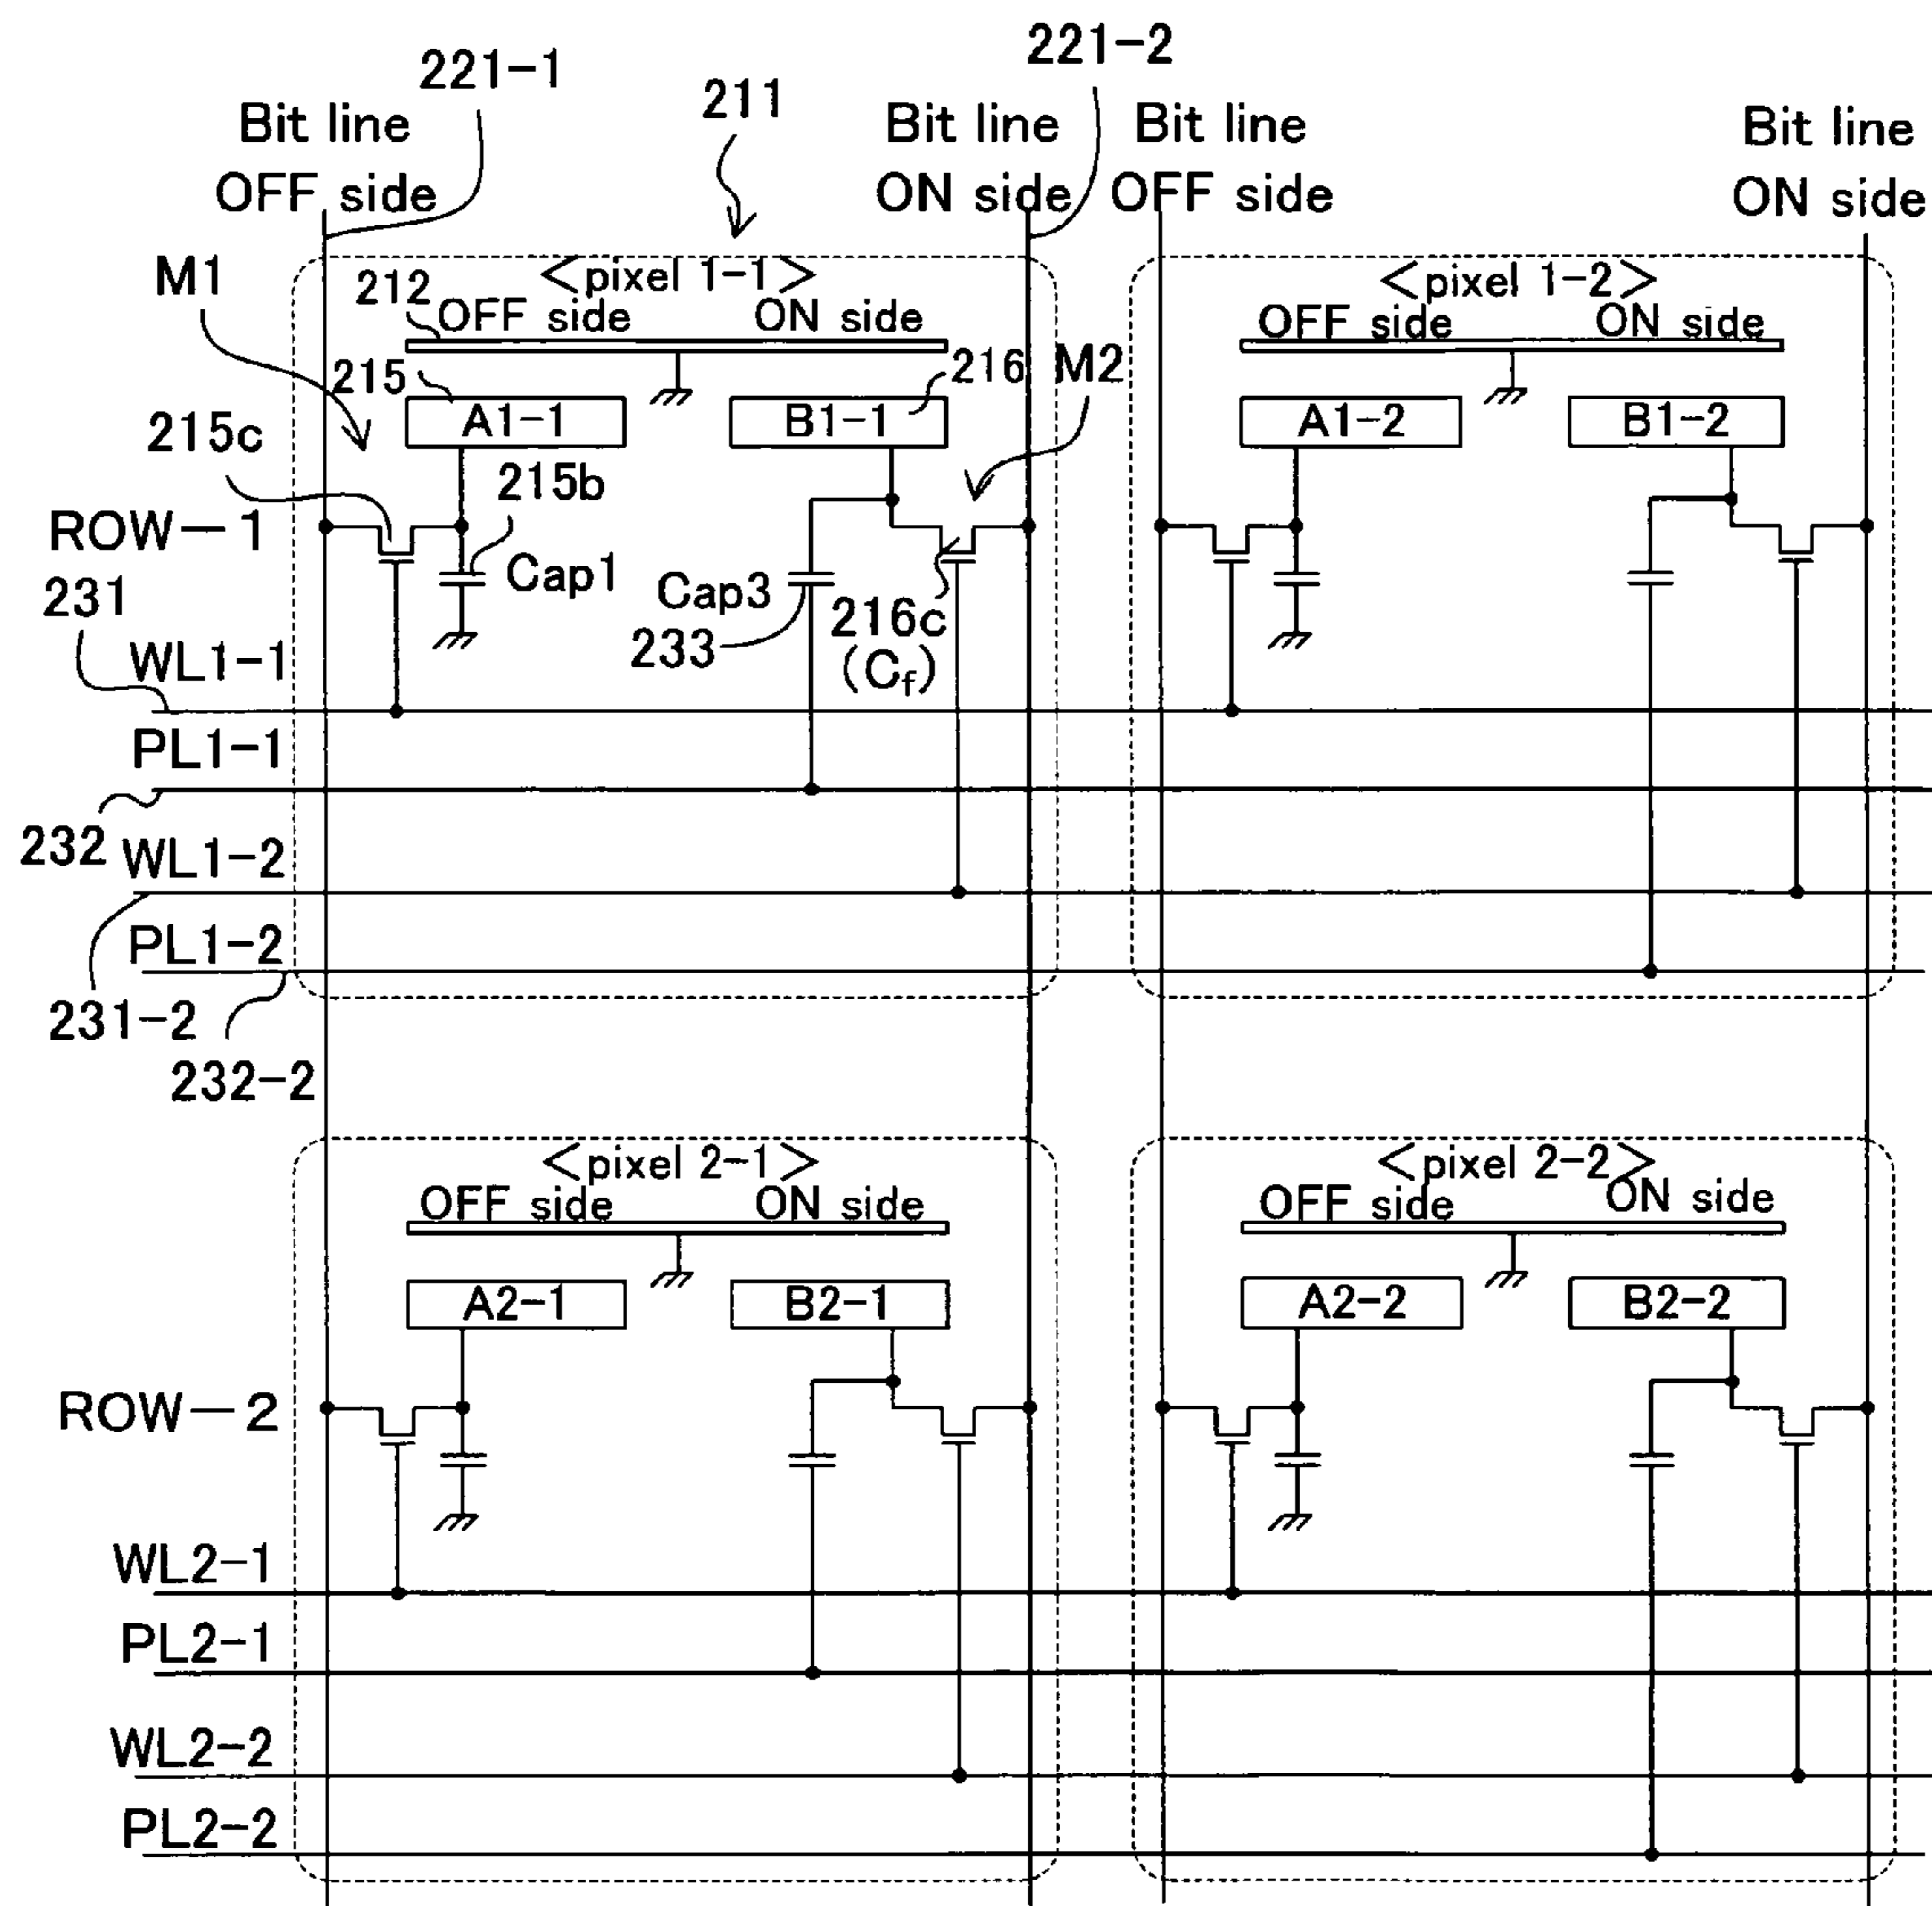 221-1
211
221-2
Bit line
OFF side
Bit line
ON side
Bit line
OFF side
Bit line
ON side
M1
<pixel 1-1>
212
OFF side
ON side
<pixel 1-2>
OFF side
ON side
215
A1-1
B1-1
216
M2
A1-2
B1-2
215c
215b
ROW-1
Cap1
Cap3
233
216c
(Cf)
231
WL1-1
PL1-1
232
WL1-2
PL1-2
231-2
232-2
<pixel 2-1>
OFF side
ON side
<pixel 2-2>
OFF side
ON side
A2-1
B2-1
A2-2
B2-2
ROW-2
WL2-1
PL2-1
WL2-2
PL2-2